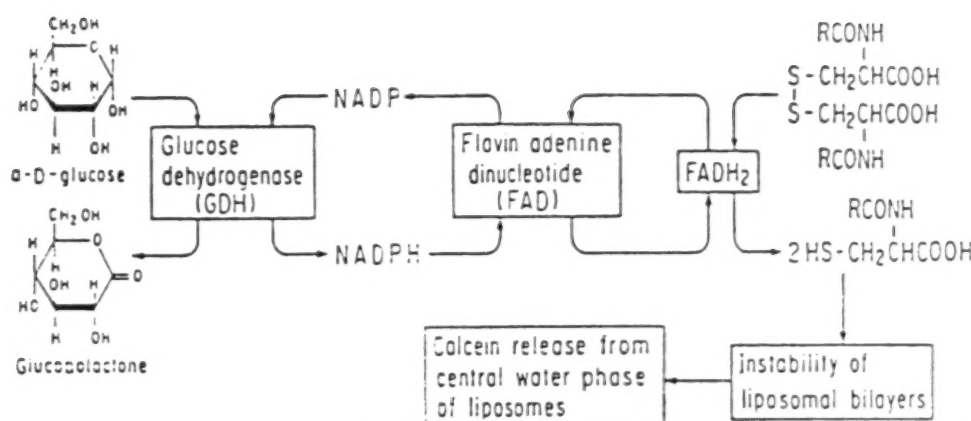 CH₂OH
H
C
H
H
OH
H
HO
OH
H
OH
α-D-glucose
Glucose
dehydrogenase
(GDH)
NADP
NADPH
CH₂OH
H
O
H
OH
H
O
HO
H
OH
Gluconolactone
Flavin adenine
dinucleotide
(FAD)
FADH₂
RCONH
S-CH₂CHCOOH
S-CH₂CHCOOH
RCONH
RCONH
2HS-CH₂CHCOOH
Instability of
liposomal bilayers
Calcein release from
central water phase
of liposomes